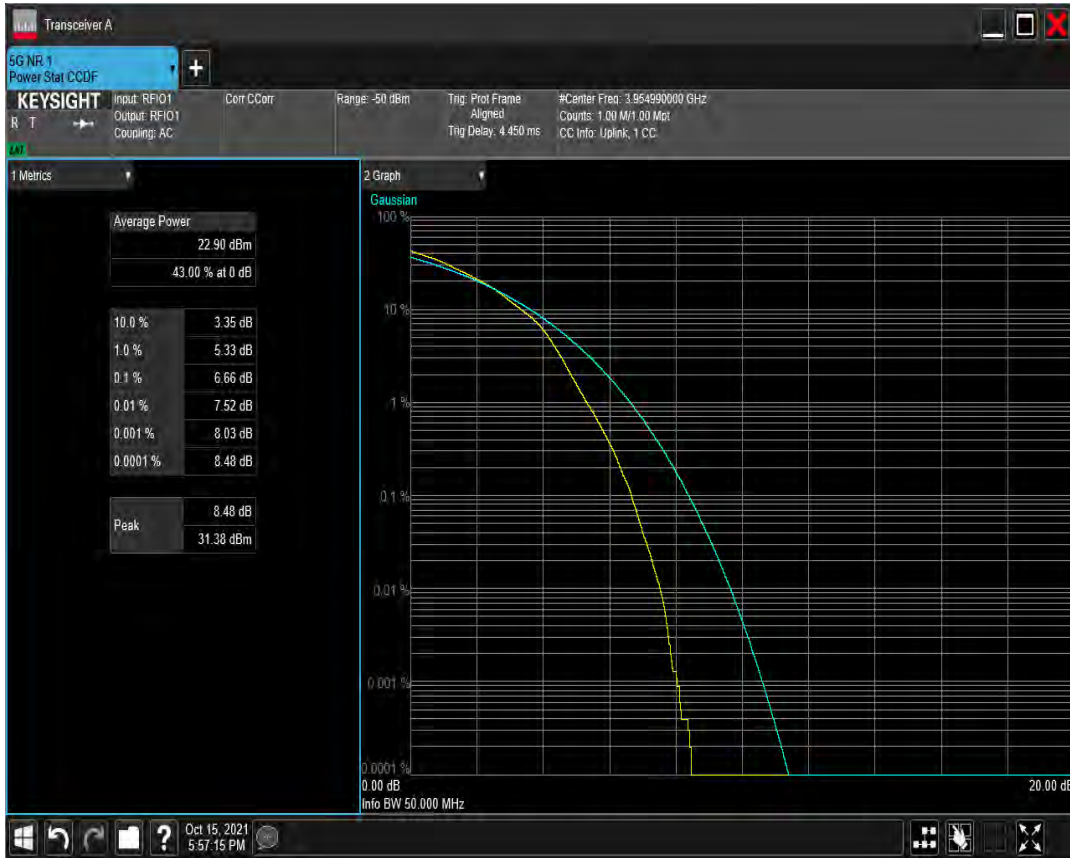 Transceiver A
5G NR 1
Power Stat CCDF
+
KEYSIGHT
R T
LXI
Input: RFIO1
Output: RFIO1
Coupling: AC
Corr CCorr
Range: -50 dBm
Trig: Prot Frame
Aligned
Trig Delay: 4.450 ms
#Center Freq: 3.954990000 GHz
Counts: 1.00 M/1.00 Mpt
CC Info: Uplink, 1 CC
1 Metrics
Average Power
22.90 dBm
43.00 % at 0 dB
10.0 % 3.35 dB
1.0 % 5.33 dB
0.1 % 6.66 dB
0.01 % 7.52 dB
0.001 % 8.03 dB
0.0001 % 8.48 dB
Peak 8.48 dB
31.38 dBm
2 Graph
Gaussian
100 %
10 %
1 %
0.1 %
0.01 %
0.001 %
0.0001 %
0.00 dB 20.00 dB
Info BW 50.000 MHz
?
Oct 15, 2021
5:57:15 PM